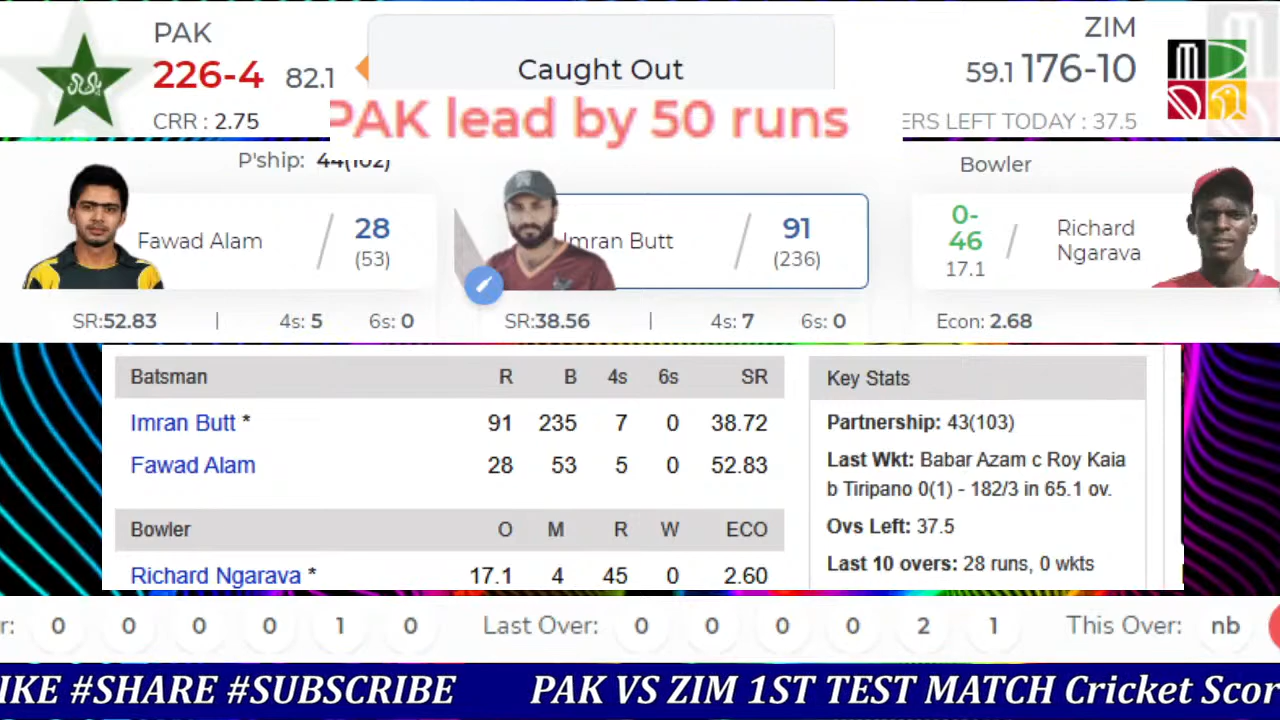 PAK
226-4 82.1
CRR : 2.75
Caught Out
PAK lead by 50 runs
ZIM
59.1 176-10
ERS LEFT TODAY : 37.5
P'ship: 44(102)
Fawad Alam
28
(53)
SR:52.83 | 4s: 5 6s: 0
Imran Butt
91
(236)
SR:38.56 | 4s: 7 6s: 0
Bowler
0-
46
17.1
Richard
Ngarava
Econ: 2.68
Batsman R B 4s 6s SR
Imran Butt * 91 235 7 0 38.72
Fawad Alam 28 53 5 0 52.83
Bowler O M R W ECO
Richard Ngarava * 17.1 4 45 0 2.60
Key Stats
Partnership: 43(103)
Last Wkt: Babar Azam c Roy Kaia
b Tiripano 0(1) - 182/3 in 65.1 ov.
Ovs Left: 37.5
Last 10 overs: 28 runs, 0 wkts
r: 0 0 0 0 1 0 Last Over: 0 0 0 0 2 1 This Over: nb
IKE #SHARE #SUBSCRIBE PAK VS ZIM 1ST TEST MATCH Cricket Scor